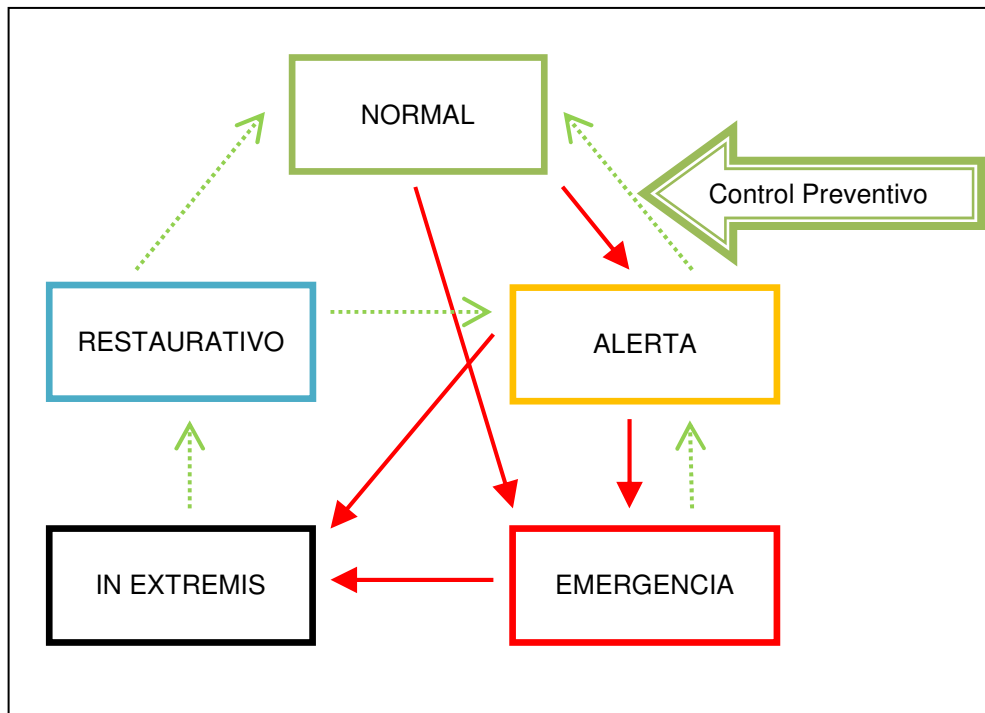 NORMAL
Control Preventivo
RESTAURATIVO
ALERTA
IN EXTREMIS
EMERGENCIA